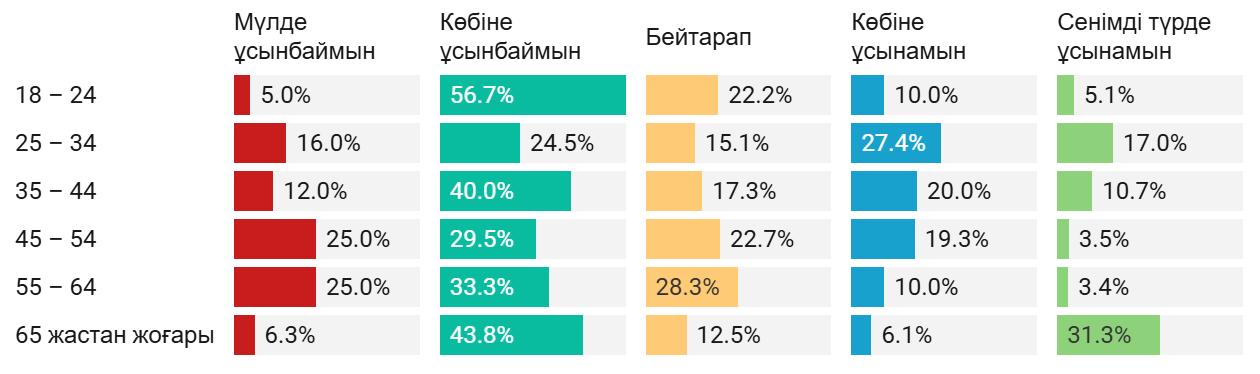 Мүлде
ұсынбаймын
Көбіне
ұсынбаймын
Бейтарап
Көбіне
ұсынамын
Сенімді түрде
ұсынамын
18 – 24 5.0% 56.7% 22.2% 10.0% 5.1%
25 – 34 16.0% 24.5% 15.1% 27.4% 17.0%
35 – 44 12.0% 40.0% 17.3% 20.0% 10.7%
45 – 54 25.0% 29.5% 22.7% 19.3% 3.5%
55 – 64 25.0% 33.3% 28.3% 10.0% 3.4%
65 жастан жоғары 6.3% 43.8% 12.5% 6.1% 31.3%